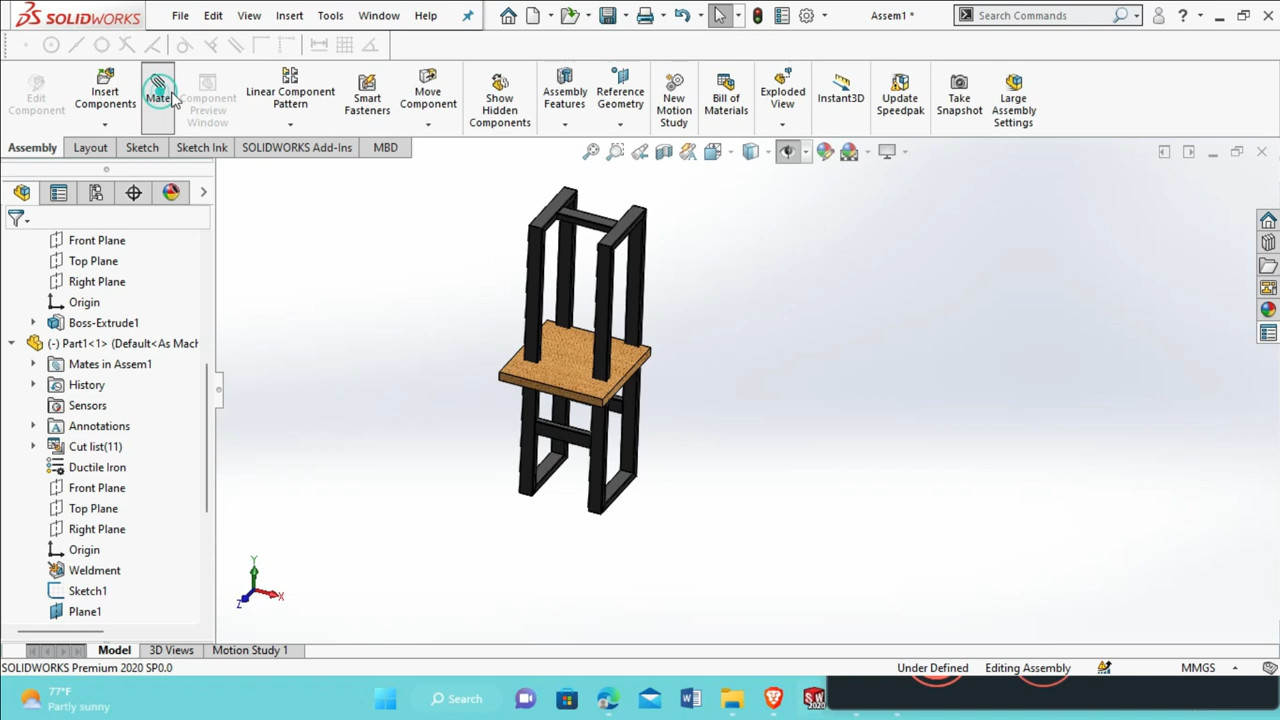 SOLIDWORKS File Edit View Insert Tools Window Help Assem1 * Search Commands ?
Edit Component
Insert Components
Mate
Component Preview Window
Linear Component Pattern
Smart Fasteners
Move Component
Show Hidden Components
Assembly Features
Reference Geometry
New Motion Study
Bill of Materials
Exploded View
Instant3D
Update Speedpak
Take Snapshot
Large Assembly Settings
Assembly Layout Sketch Sketch Ink SOLIDWORKS Add-Ins MBD
Front Plane
Top Plane
Right Plane
Origin
Boss-Extrude1
(-) Part1<1> (Default<As Mach
Mates in Assem1
History
Sensors
Annotations
Cut list(11)
Ductile Iron
Front Plane
Top Plane
Right Plane
Origin
Weldment
Sketch1
Plane1
Y
X
Z
Model 3D Views Motion Study 1
SOLIDWORKS Premium 2020 SP0.0 Under Defined Editing Assembly MMGS
77°F
Partly sunny
Search
SW
2020